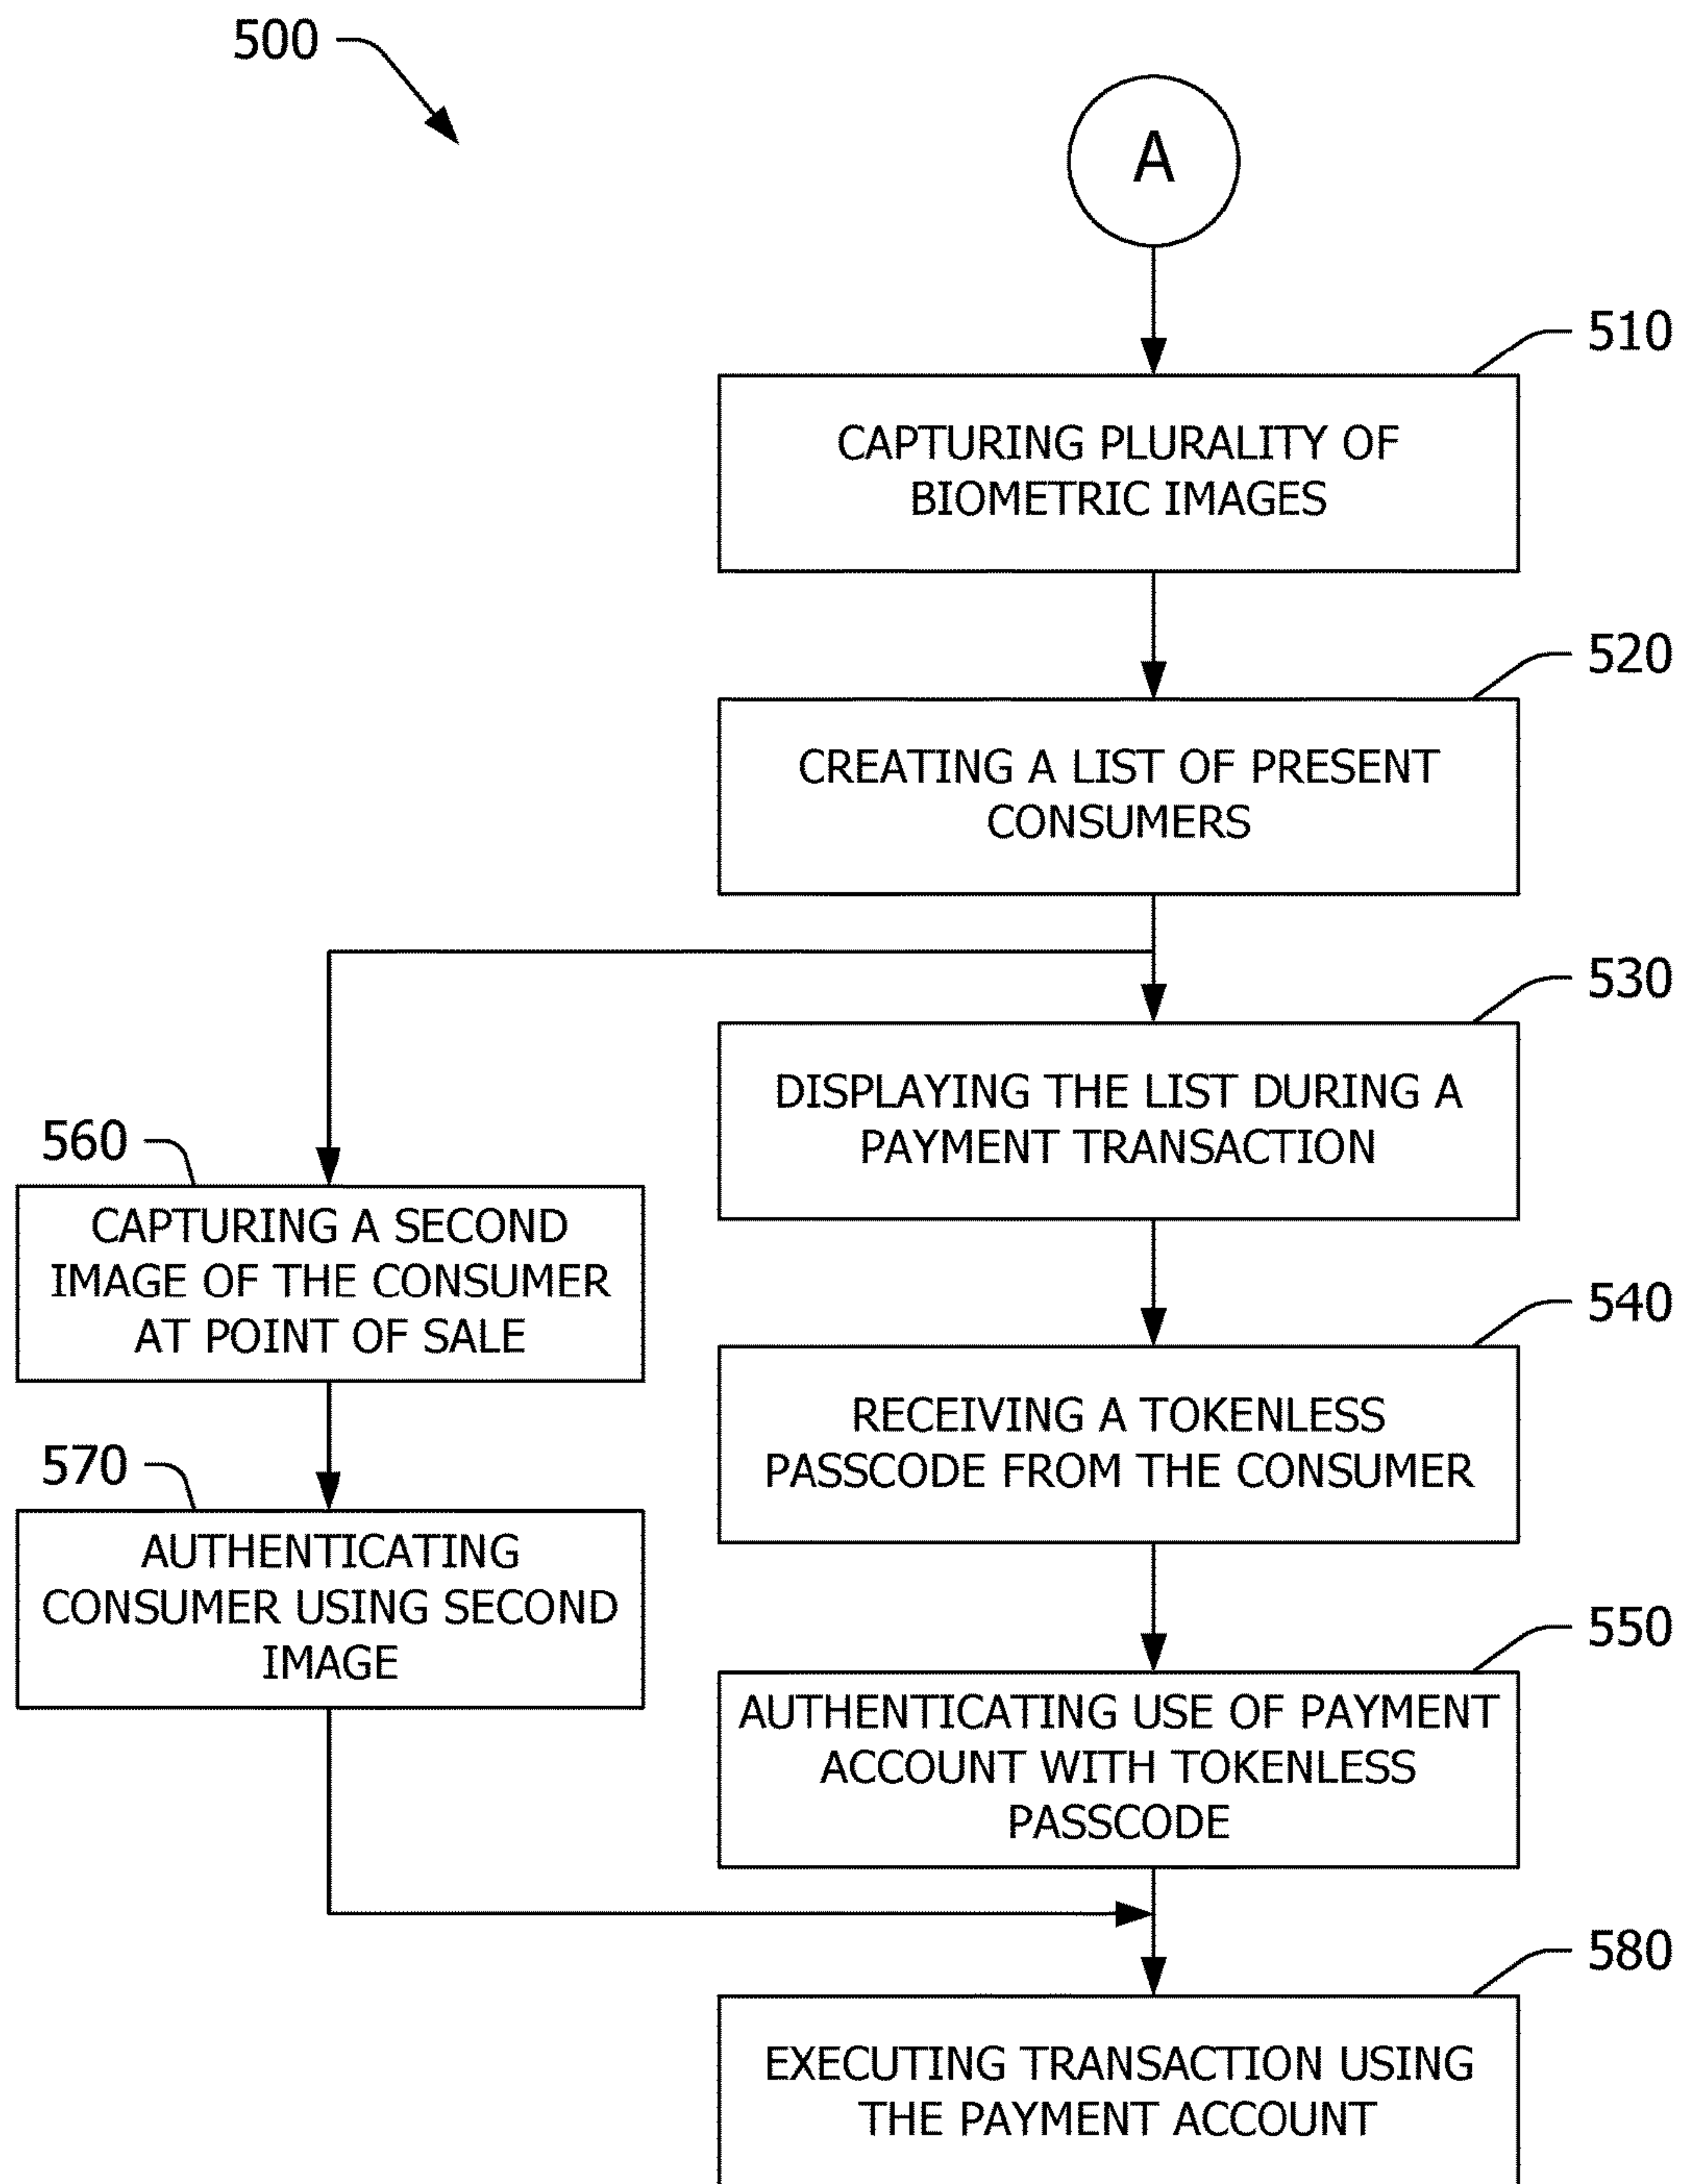 500
A
510
CAPTURING PLURALITY OF
BIOMETRIC IMAGES
520
CREATING A LIST OF PRESENT
CONSUMERS
530
DISPLAYING THE LIST DURING A
PAYMENT TRANSACTION
560
CAPTURING A SECOND
IMAGE OF THE CONSUMER
AT POINT OF SALE
540
RECEIVING A TOKENLESS
PASSCODE FROM THE CONSUMER
570
AUTHENTICATING
CONSUMER USING SECOND
IMAGE
550
AUTHENTICATING USE OF PAYMENT
ACCOUNT WITH TOKENLESS
PASSCODE
580
EXECUTING TRANSACTION USING
THE PAYMENT ACCOUNT